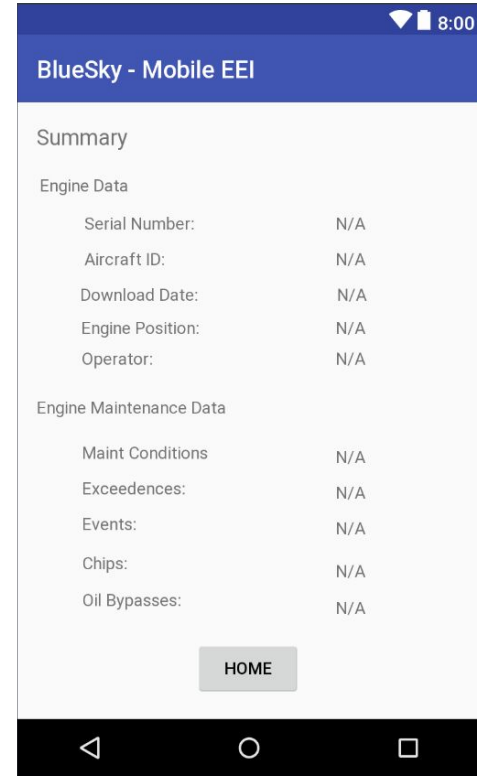 8:00
BlueSky - Mobile EEI
Summary
Engine Data
Serial Number: N/A
Aircraft ID: N/A
Download Date: N/A
Engine Position: N/A
Operator: N/A
Engine Maintenance Data
Maint Conditions N/A
Exceedences: N/A
Events: N/A
Chips: N/A
Oil Bypasses: N/A
HOME